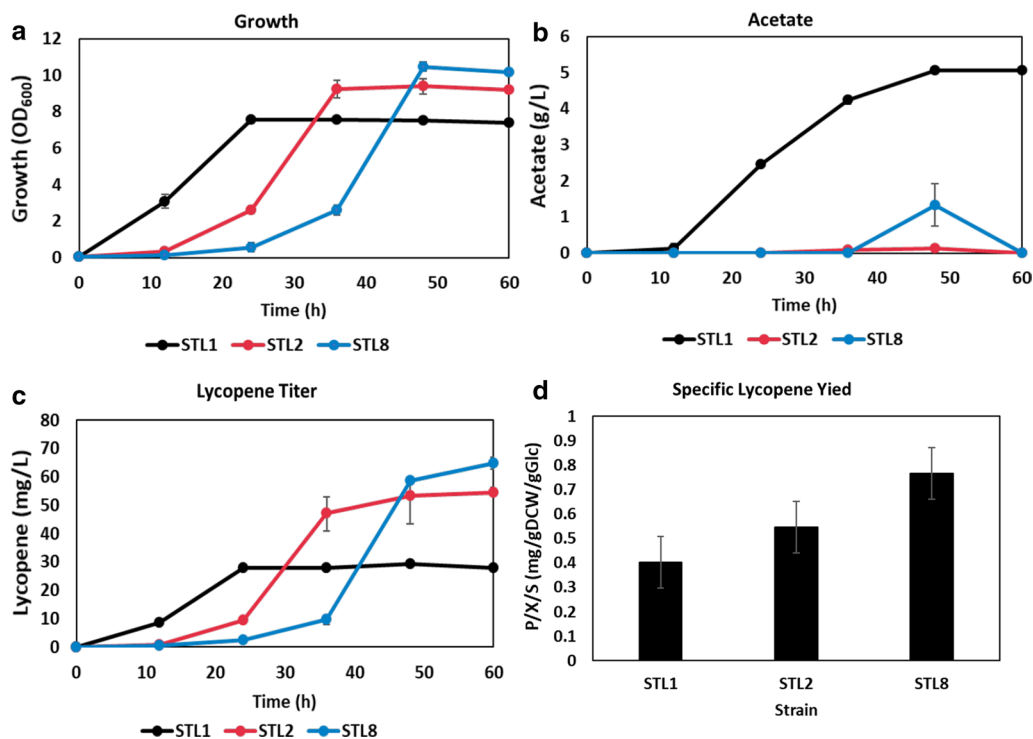 a
Growth
12
10
8
6
4
2
0
Growth (OD600)
0 10 20 30 40 50 60
Time (h)
STL1 STL2 STL8
b
Acetate
6
5
4
3
2
1
0
Acetate (g/L)
0 10 20 30 40 50 60
Time (h)
STL1 STL2 STL8
c
Lycopene Titer
80
70
60
50
40
30
20
10
0
Lycopene (mg/L)
0 10 20 30 40 50 60
Time (h)
STL1 STL2 STL8
d
Specific Lycopene Yied
1
0.9
0.8
0.7
0.6
0.5
0.4
0.3
0.2
0.1
0
P/X/S (mg/gDCW/gGlc)
STL1 STL2 STL8
Strain